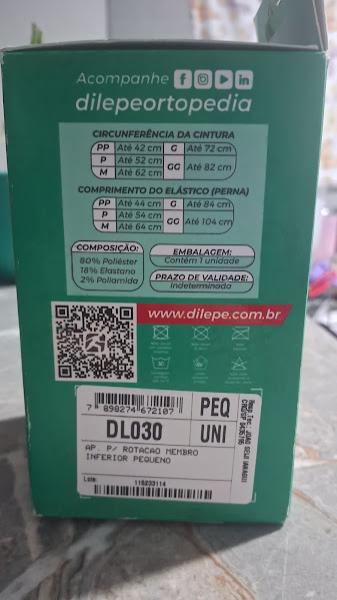 Acompanhe
dilepeortopedia
CIRCUNFERÊNCIA DA CINTURA
PP Até 42 cm G Até 72 cm
P Até 52 cm GG Até 82 cm
M Até 62 cm
COMPRIMENTO DO ELÁSTICO (PERNA)
PP Até 44 cm G Até 84 cm
P Até 54 cm GG Até 104 cm
M Até 64 cm
COMPOSIÇÃO:
80% Poliéster
18% Elastano
2% Poliamida
EMBALAGEM:
Contém 1 unidade
PRAZO DE VALIDADE:
Indeterminada
www.dilepe.com.br
7 898274 672107
PEQ
DL030
UNI
AP. P/ ROTACAO MEMBRO
INFERIOR PEQUENO
Lote:
115233114
Resp Tec.